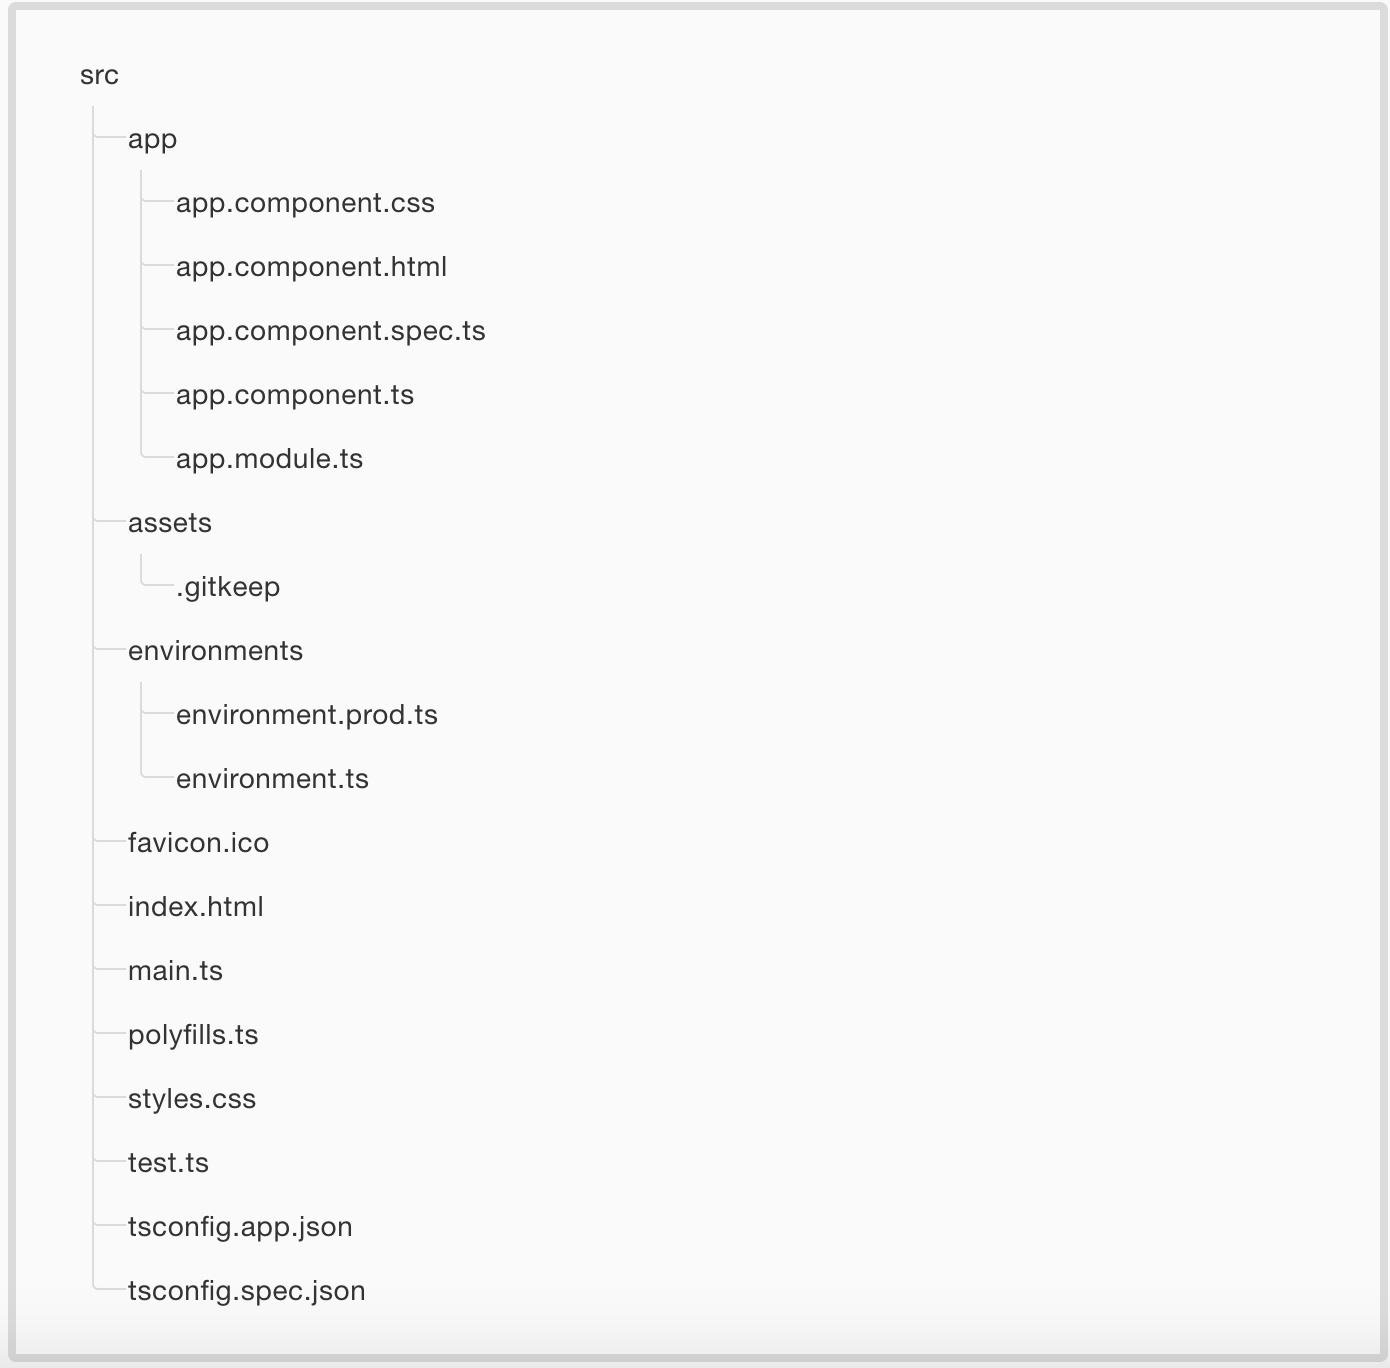 src
app
app.component.css
app.component.html
app.component.spec.ts
app.component.ts
app.module.ts
assets
.gitkeep
environments
environment.prod.ts
environment.ts
favicon.ico
index.html
main.ts
polyfills.ts
styles.css
test.ts
tsconfig.app.json
tsconfig.spec.json